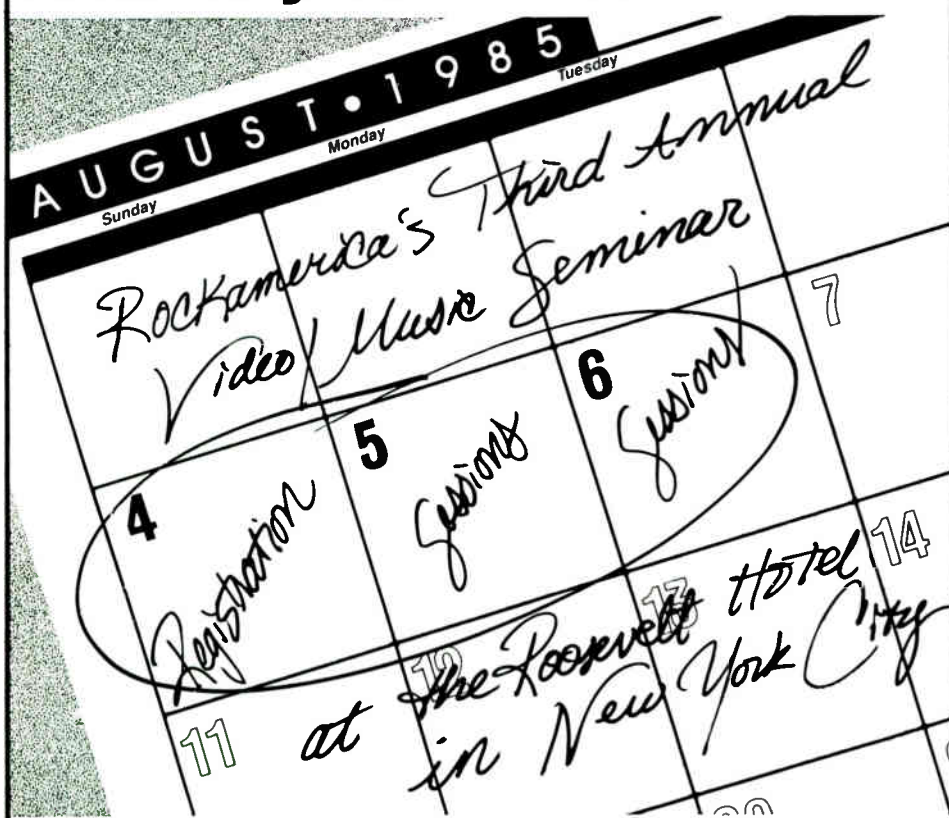 AUGUST • 1985
Sunday Monday Tuesday
Rockamerica's Third Annual
Video/Music Seminar
4 5 6 7
Registration Sessions Sessions
11 12 13 14
at the Roosevelt Hotel
in New York City